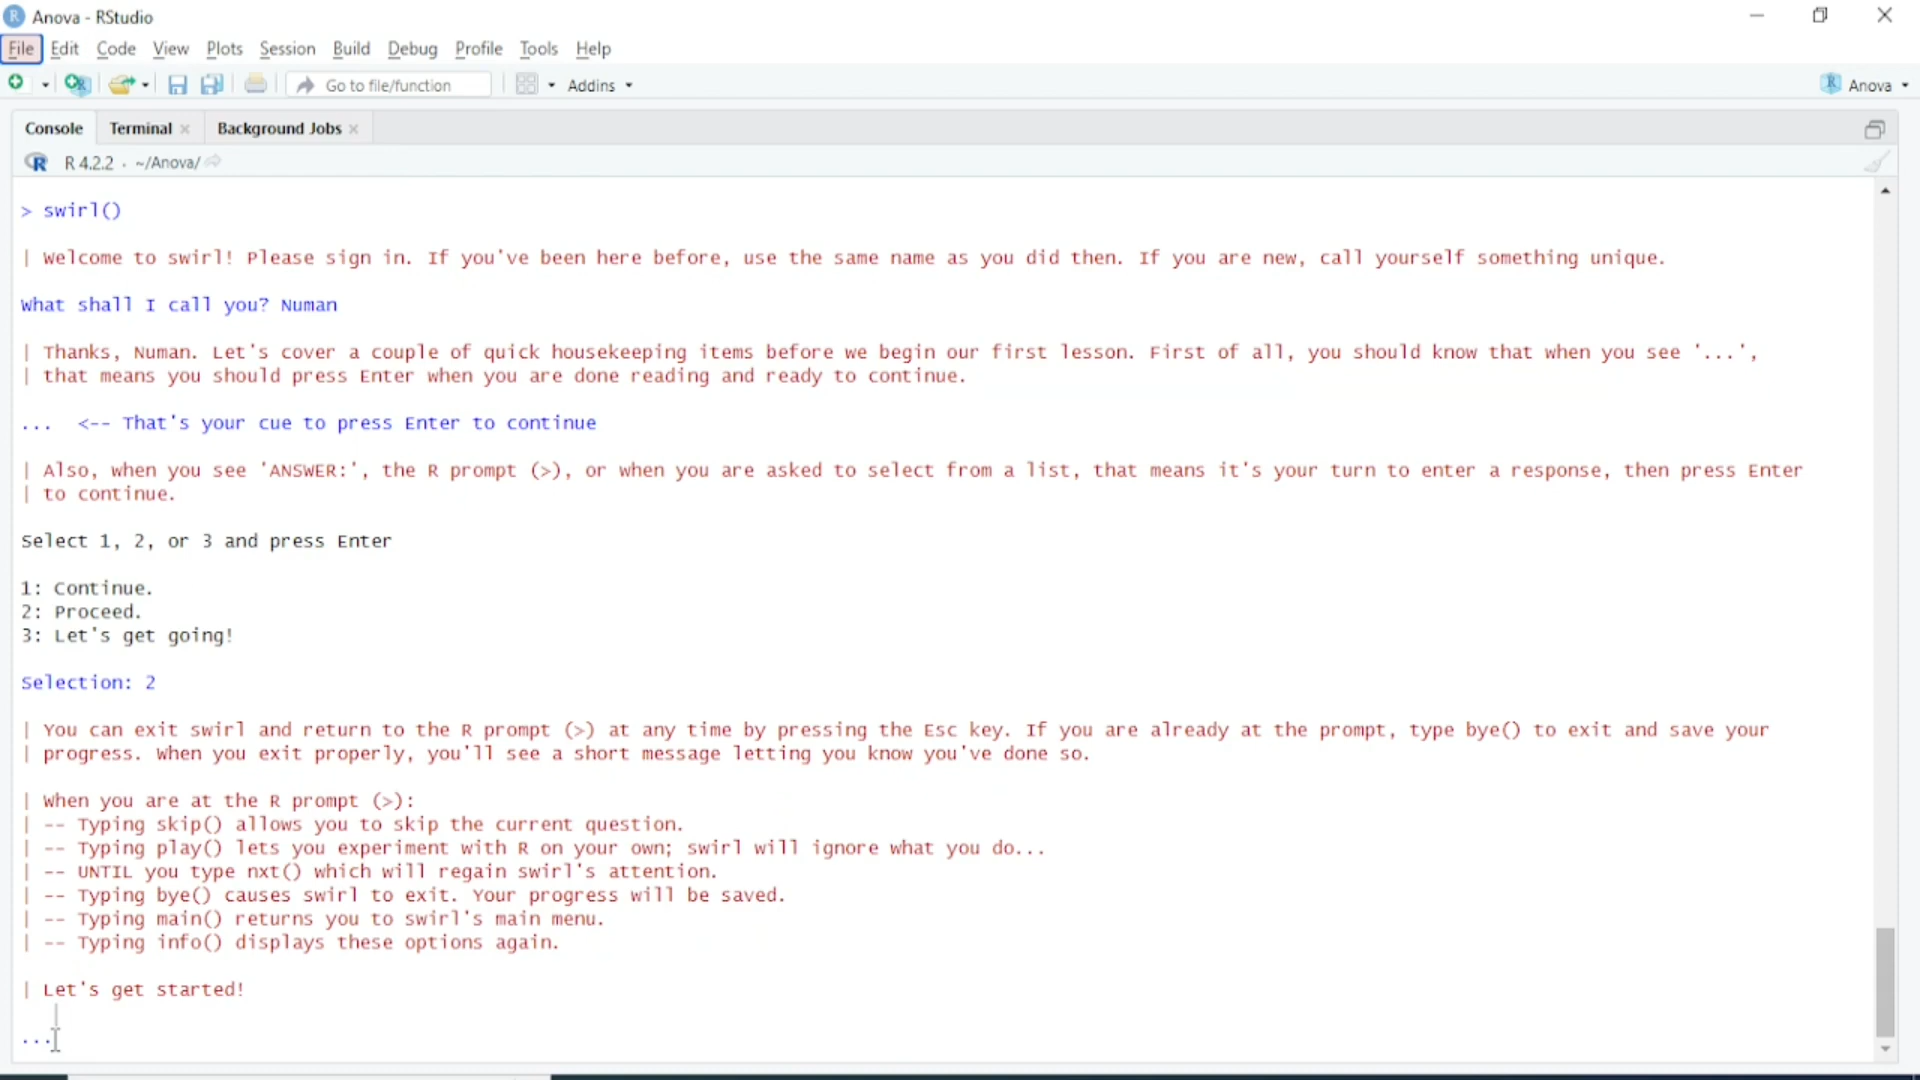 Anova - RStudio
File Edit Code View Plots Session Build Debug Profile Tools Help
Go to file/function Addins Anova
Console Terminal Background Jobs
R 4.2.2 · ~/Anova/
> swirl()
| Welcome to swirl! Please sign in. If you've been here before, use the same name as you did then. If you are new, call yourself something unique.
What shall I call you? Numan
| Thanks, Numan. Let's cover a couple of quick housekeeping items before we begin our first lesson. First of all, you should know that when you see '...',
| that means you should press Enter when you are done reading and ready to continue.
... <-- That's your cue to press Enter to continue
| Also, when you see 'ANSWER:', the R prompt (>), or when you are asked to select from a list, that means it's your turn to enter a response, then press Enter
| to continue.
Select 1, 2, or 3 and press Enter
1: Continue.
2: Proceed.
3: Let's get going!
Selection: 2
| You can exit swirl and return to the R prompt (>) at any time by pressing the Esc key. If you are already at the prompt, type bye() to exit and save your
| progress. When you exit properly, you'll see a short message letting you know you've done so.
| When you are at the R prompt (>):
| -- Typing skip() allows you to skip the current question.
| -- Typing play() lets you experiment with R on your own; swirl will ignore what you do...
| -- UNTIL you type nxt() which will regain swirl's attention.
| -- Typing bye() causes swirl to exit. Your progress will be saved.
| -- Typing main() returns you to swirl's main menu.
| -- Typing info() displays these options again.
| Let's get started!
...